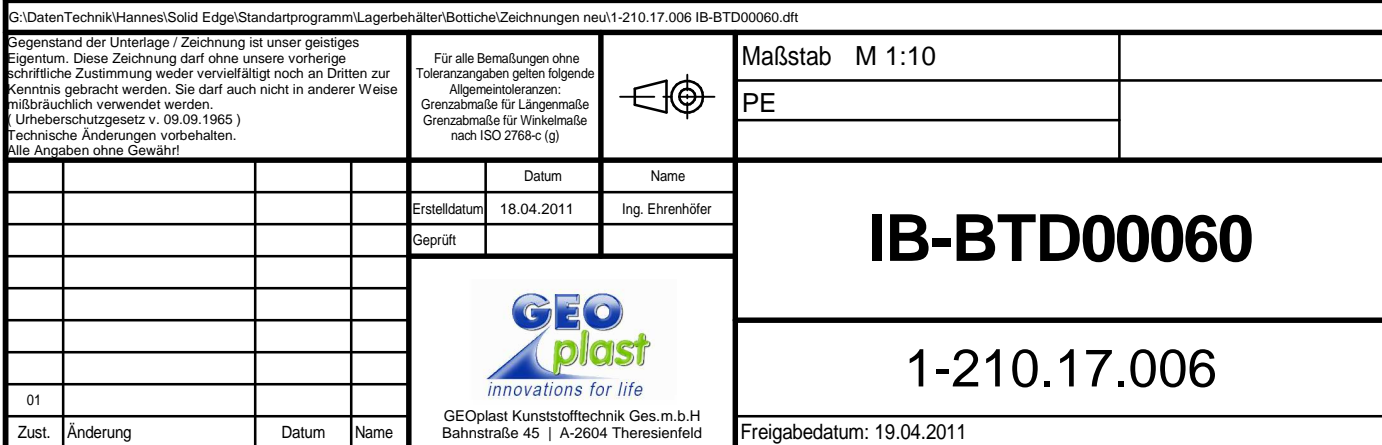 G:\DatenTechnik\Hannes\Solid Edge\Standartprogramm\Lagerbehälter\Bottiche\Zeichnungen neu\1-210.17.006 IB-BTD00060.dft
Gegenstand der Unterlage / Zeichnung ist unser geistiges
Eigentum. Diese Zeichnung darf ohne unsere vorherige
schriftliche Zustimmung weder vervielfältigt noch an Dritten zur
Kenntnis gebracht werden. Sie darf auch nicht in anderer Weise
mißbräuchlich verwendet werden.
( Urheberschutzgesetz v. 09.09.1965 )
Technische Änderungen vorbehalten.
Alle Angaben ohne Gewähr!
Für alle Bemaßungen ohne
Toleranzangaben gelten folgende
Allgemeintoleranzen:
Grenzabmaße für Längenmaße
Grenzabmaße für Winkelmaße
nach ISO 2768-c (g)
Maßstab M 1:10
PE
Datum Name
Erstelldatum 18.04.2011 Ing. Ehrenhöfer
Geprüft
IB-BTD00060
GEO
plast
innovations for life
GEOplast Kunststofftechnik Ges.m.b.H
Bahnstraße 45 | A-2604 Theresienfeld
1-210.17.006
01
Zust. Änderung Datum Name
Freigabedatum: 19.04.2011